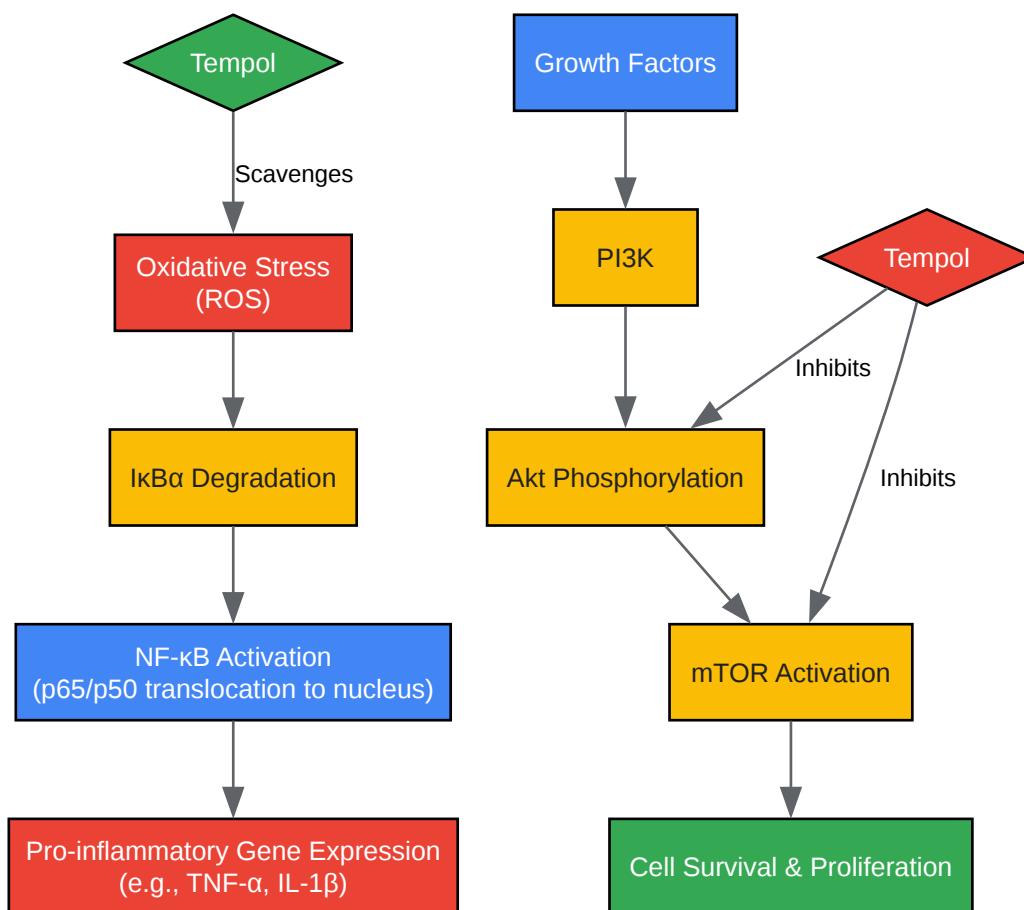 Tempol
Scavenges
Oxidative Stress
(ROS)
IκBα Degradation
NF-κB Activation
(p65/p50 translocation to nucleus)
Pro-inflammatory Gene Expression
(e.g., TNF-α, IL-1β)
Growth Factors
PI3K
Tempol
Inhibits
Akt Phosphorylation
Inhibits
mTOR Activation
Cell Survival & Proliferation